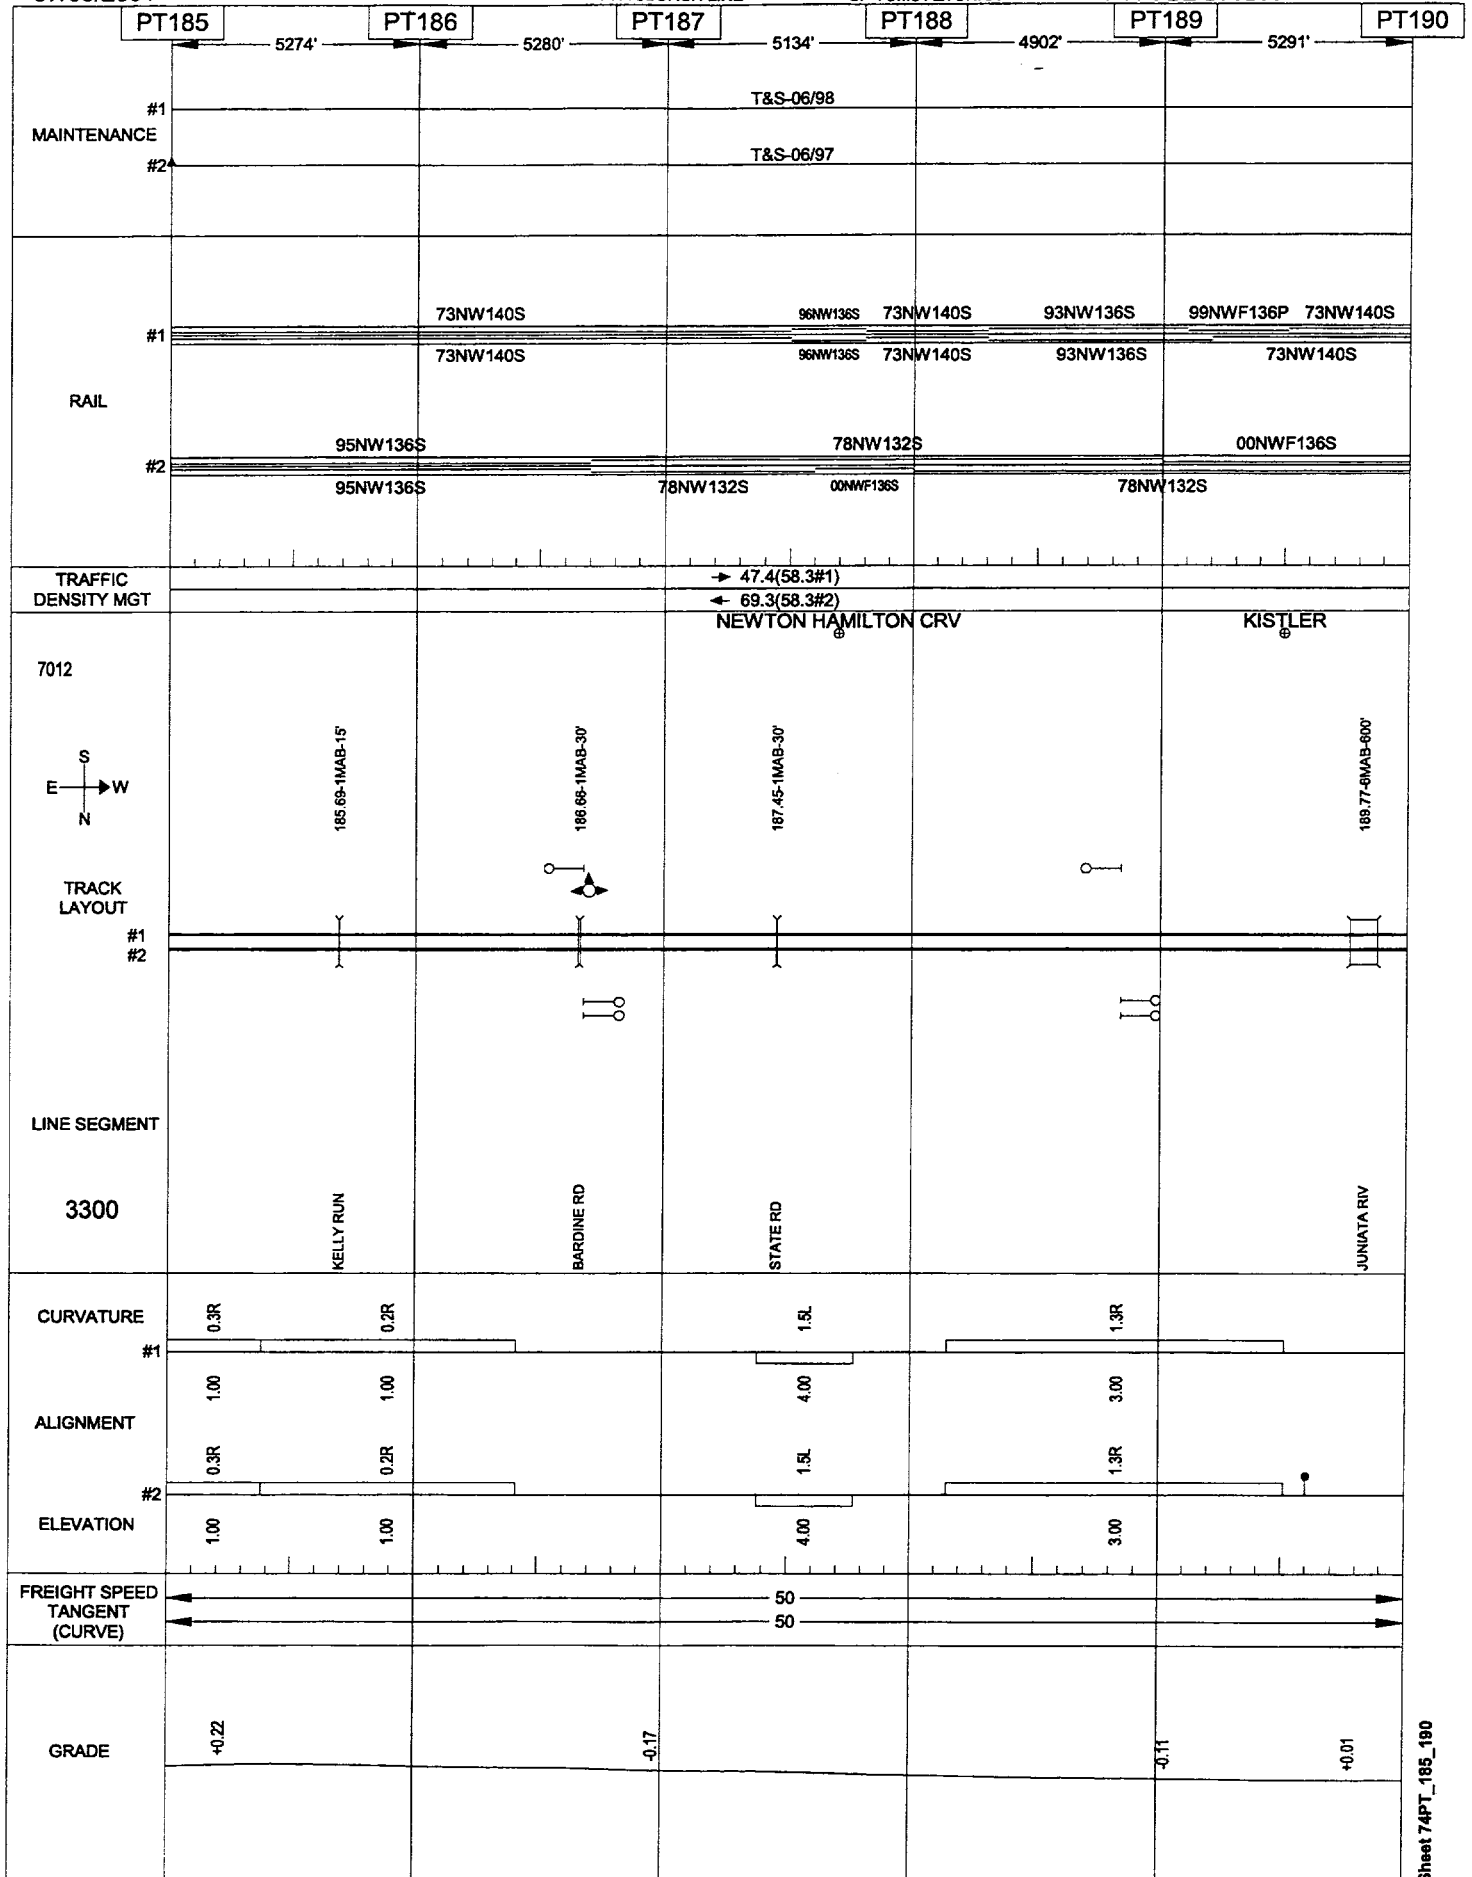 PT185 PT186 PT187 PT188 PT189 PT190
5274' 5280' 5134' 4902' 5291'
#1 T&S-06/98
MAINTENANCE
#2 T&S-06/97
73NW140S 96NW136S 73NW140S 93NW136S 99NWF136P 73NW140S
#1
73NW140S 96NW136S 73NW140S 93NW136S 73NW140S
RAIL
95NW136S 78NW132S 00NWF136S
#2
95NW136S 78NW132S 00NWF136S 78NW132S
TRAFFIC
DENSITY MGT
47.4(58.3#1)
69.3(58.3#2)
NEWTON HAMILTON CRV KISTLER
7012
S
E W
N
185.69-1MAB-15'
186.66-1MAB-30'
187.45-1MAB-30'
189.77-6MAB-600'
TRACK
LAYOUT
#1
#2
LINE SEGMENT
3300
KELLY RUN
BARDINE RD
STATE RD
JUNIATA RIV
CURVATURE
0.3R 0.2R 1.5L 1.3R
#1
1.00 1.00 4.00 3.00
ALIGNMENT
0.3R 0.2R 1.5L 1.3R
#2
ELEVATION
1.00 1.00 4.00 3.00
FREIGHT SPEED
TANGENT
(CURVE)
50
50
GRADE
+0.22 -0.17 -0.11 +0.01
Sheet 74PT_185_190